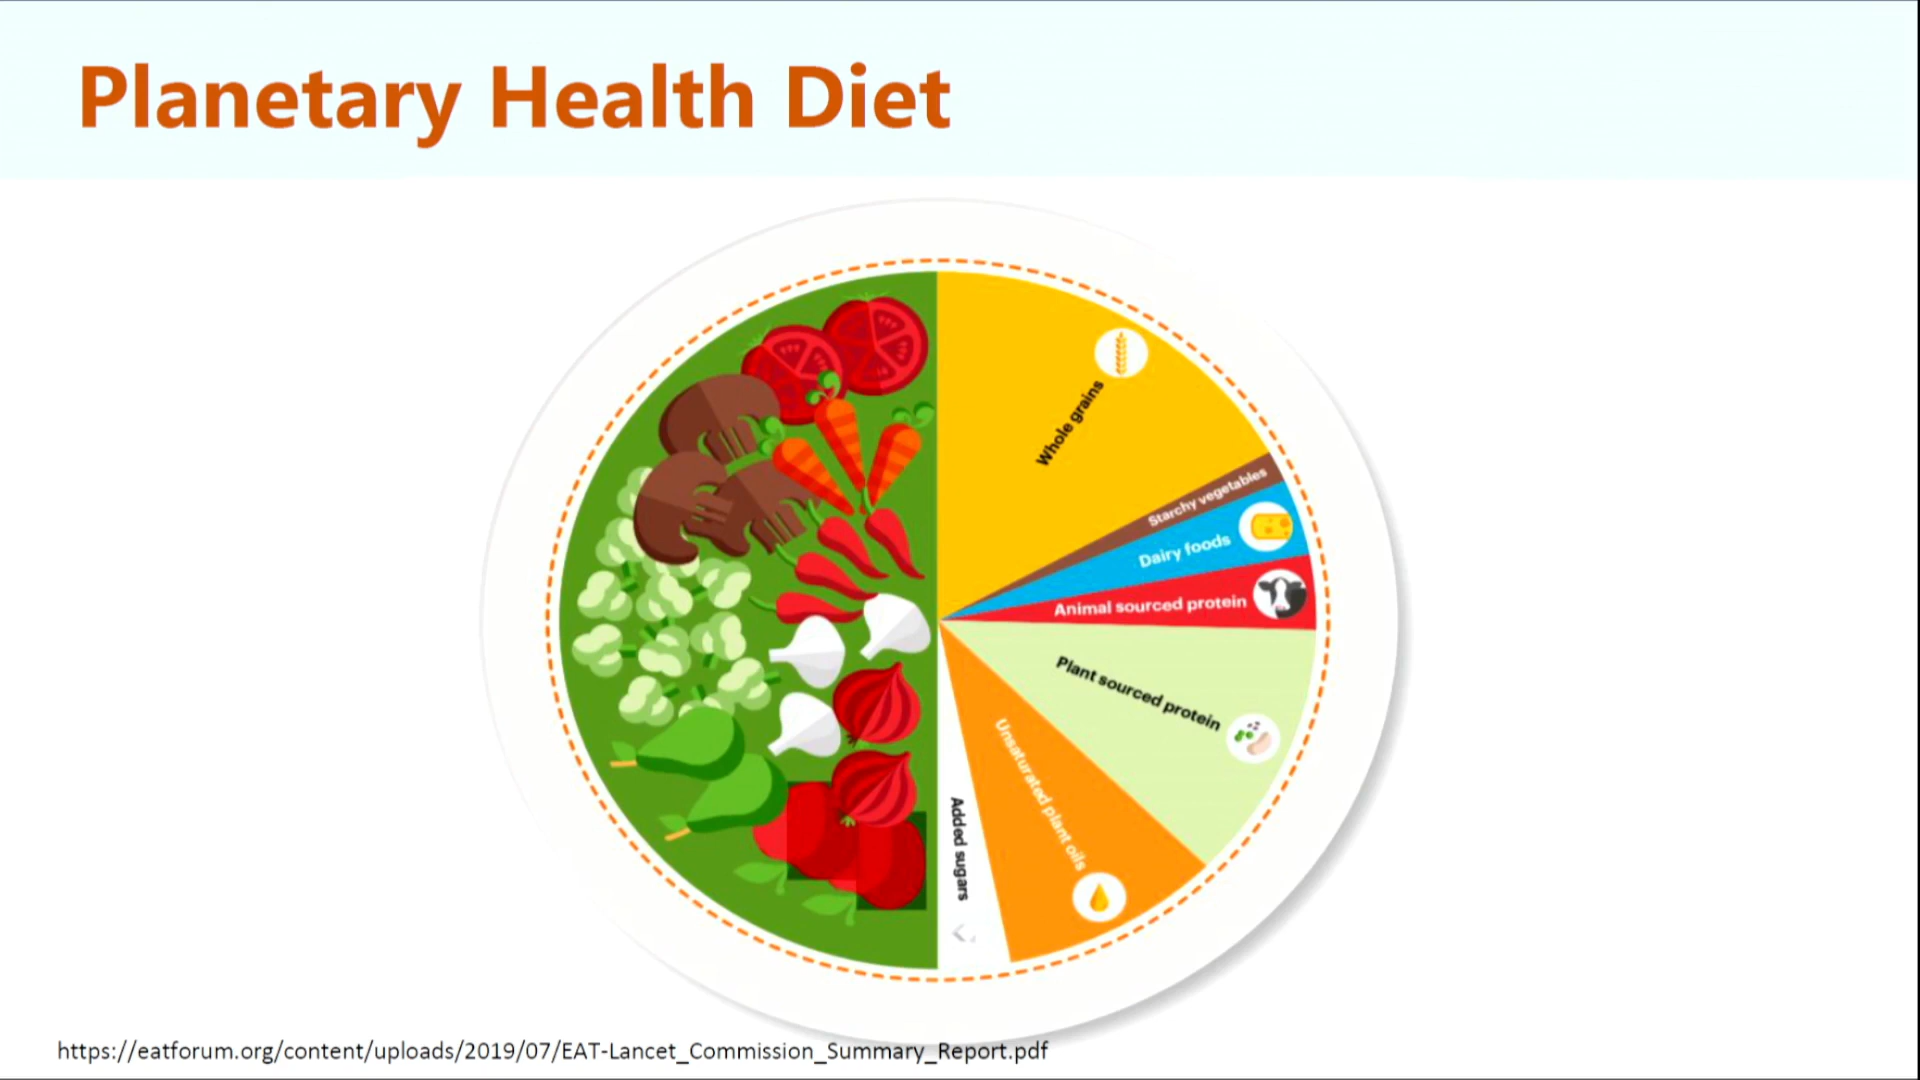 Planetary Health Diet
Whole grains
Starchy vegetables
Dairy foods
Animal sourced protein
Plant sourced protein
Unsaturated plant oils
Added sugars
https://eatforum.org/content/uploads/2019/07/EAT-Lancet_Commission_Summary_Report.pdf